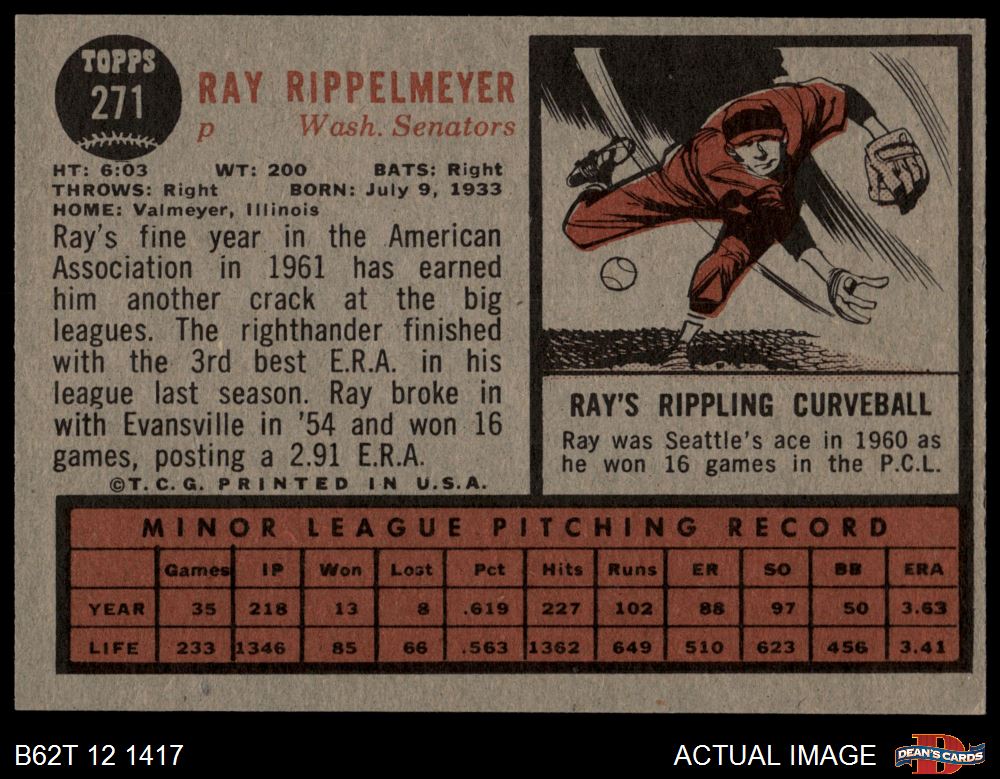 TOPPS
271
RAY RIPPELMEYER
p Wash. Senators
HT: 6:03 WT: 200 BATS: Right
THROWS: Right BORN: July 9, 1933
HOME: Valmeyer, Illinois
Ray's fine year in the American
Association in 1961 has earned
him another crack at the big
leagues. The righthander finished
with the 3rd best E.R.A. in his
league last season. Ray broke in
with Evansville in '54 and won 16
games, posting a 2.91 E.R.A.
©T.C.G. PRINTED IN U.S.A.
RAY'S RIPPLING CURVEBALL
Ray was Seattle's ace in 1960 as
he won 16 games in the P.C.L.
MINOR LEAGUE PITCHING RECORD
Games IP Won Lost Pct Hits Runs ER SO BB ERA
YEAR 35 218 13 8 .619 227 102 88 97 50 3.63
LIFE 233 1346 85 66 .563 1362 649 510 623 456 3.41
B62T 12 1417
ACTUAL IMAGE
DEAN'S CARDS